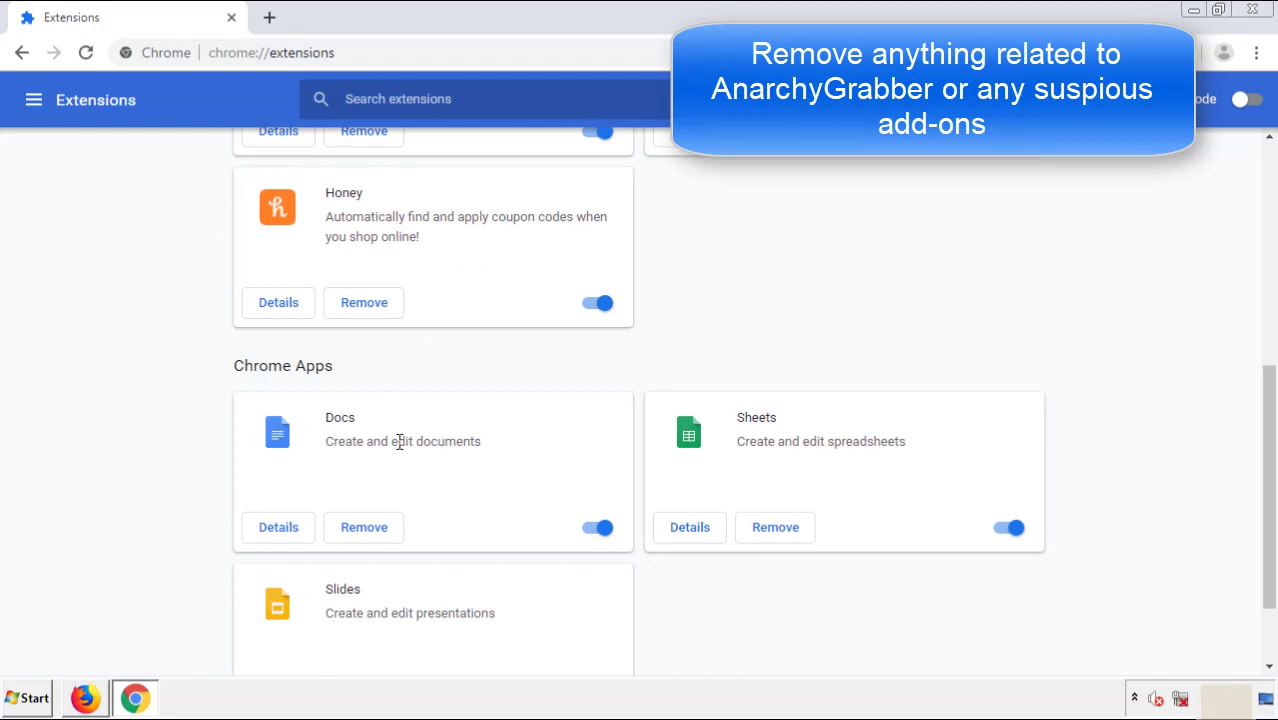 Extensions
Chrome
chrome://extensions
Remove anything related to
AnarchyGrabber or any suspious
add-ons
Extensions
Search extensions
ode
Details
Remove
Honey
Automatically find and apply coupon codes when
you shop online!
Details
Remove
Chrome Apps
Docs
Create and edit documents
Details
Remove
Sheets
Create and edit spreadsheets
Details
Remove
Slides
Create and edit presentations
Start